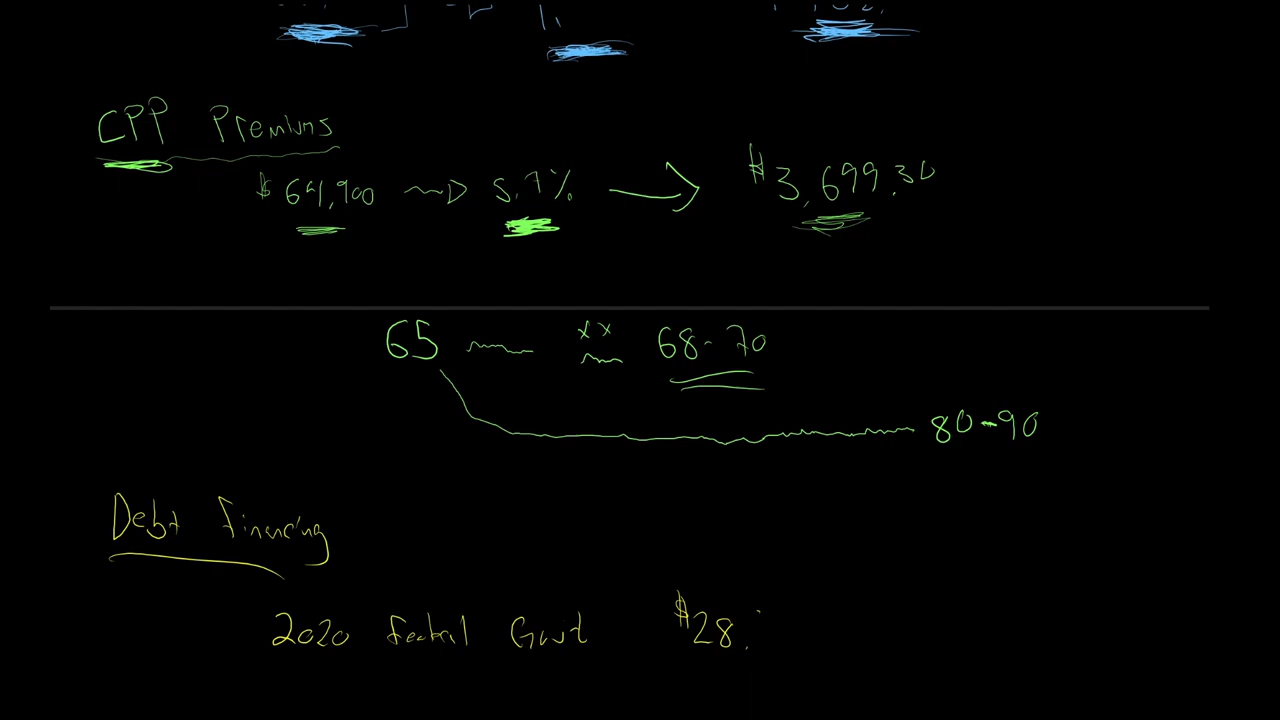 CPP Premiums
$ 64,900 5.7% $3,699.30
65 xx 68-70
80-90
Debt Financing
2020 Federal Govt $28.